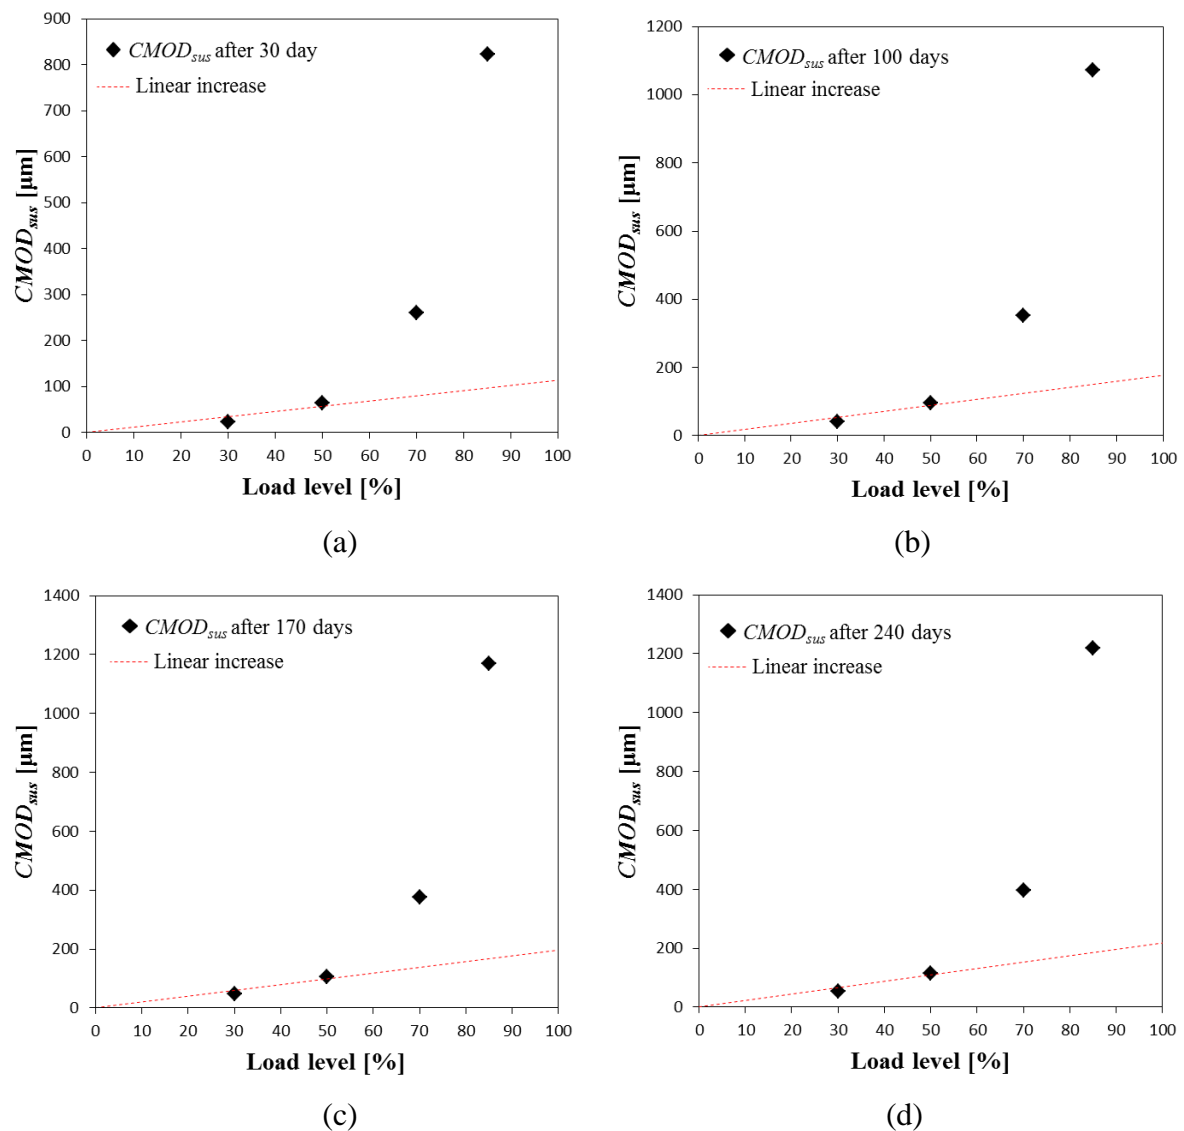 900
800
700
600
500
400
300
200
100
0
CMODsus [μm]
◆ CMODsus after 30 day
Linear increase
0 10 20 30 40 50 60 70 80 90 100
Load level [%]
(a)
1200
1000
800
600
400
200
0
CMODsus [μm]
◆ CMODsus after 100 days
Linear increase
0 10 20 30 40 50 60 70 80 90 100
Load level [%]
(b)
1400
1200
1000
800
600
400
200
0
CMODsus [μm]
◆ CMODsus after 170 days
Linear increase
0 10 20 30 40 50 60 70 80 90 100
Load level [%]
(c)
1400
1200
1000
800
600
400
200
0
CMODsus [μm]
◆ CMODsus after 240 days
Linear increase
0 10 20 30 40 50 60 70 80 90 100
Load level [%]
(d)